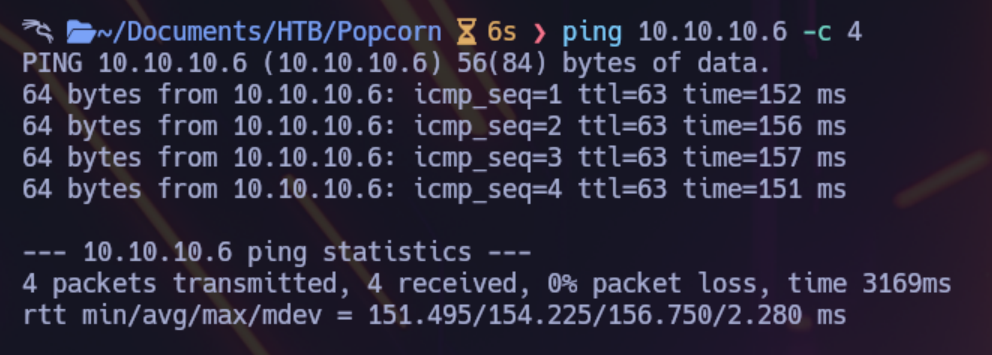 ~/Documents/HTB/Popcorn 6s ❯ ping 10.10.10.6 -c 4
PING 10.10.10.6 (10.10.10.6) 56(84) bytes of data.
64 bytes from 10.10.10.6: icmp_seq=1 ttl=63 time=152 ms
64 bytes from 10.10.10.6: icmp_seq=2 ttl=63 time=156 ms
64 bytes from 10.10.10.6: icmp_seq=3 ttl=63 time=157 ms
64 bytes from 10.10.10.6: icmp_seq=4 ttl=63 time=151 ms
--- 10.10.10.6 ping statistics ---
4 packets transmitted, 4 received, 0% packet loss, time 3169ms
rtt min/avg/max/mdev = 151.495/154.225/156.750/2.280 ms